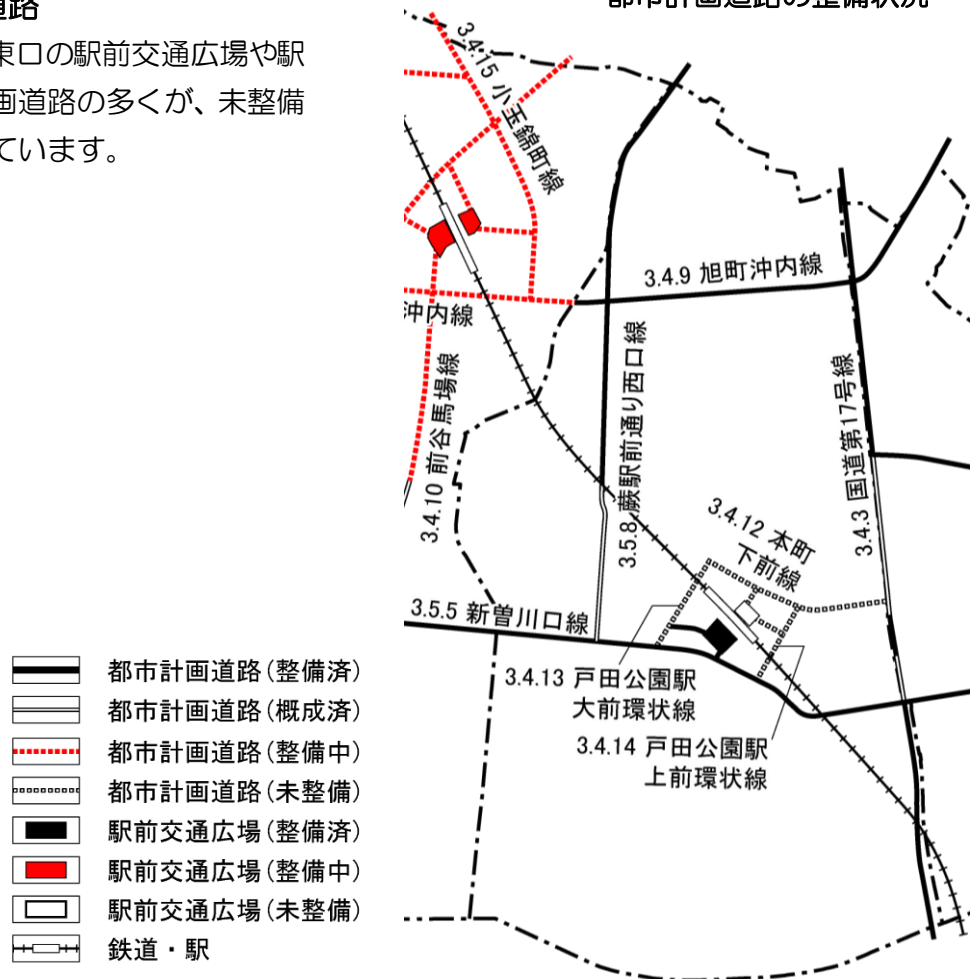 道路
都市計画道路の整備状況
東口の駅前交通広場や駅
画道路の多くが、未整備
ています。
3.4.15 小玉錦町線
3.4.9 旭町沖内線
沖内線
3.4.10 前谷馬場線
3.5.8 蕨駅前通り西口線
3.4.3 国道第17号線
3.4.12 本町
下前線
3.5.5 新曽川口線
3.4.13 戸田公園駅
大前環状線
3.4.14 戸田公園駅
上前環状線
都市計画道路(整備済)
都市計画道路(概成済)
都市計画道路(整備中)
都市計画道路(未整備)
駅前交通広場(整備済)
駅前交通広場(整備中)
駅前交通広場(未整備)
鉄道・駅